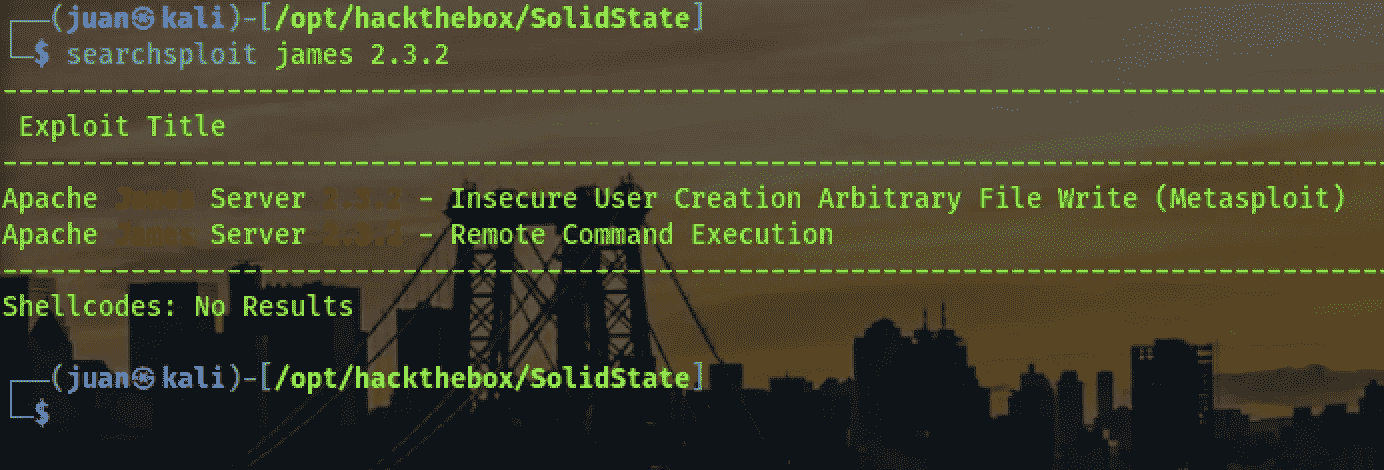 ┌──(juan㉿kali)-[/opt/hackthebox/SolidState]
└─$ searchsploit james 2.3.2
Exploit Title
Apache James Server 2.3.2 - Insecure User Creation Arbitrary File Write (Metasploit)
Apache James Server 2.3.2 - Remote Command Execution
Shellcodes: No Results
┌──(juan㉿kali)-[/opt/hackthebox/SolidState]
└─$